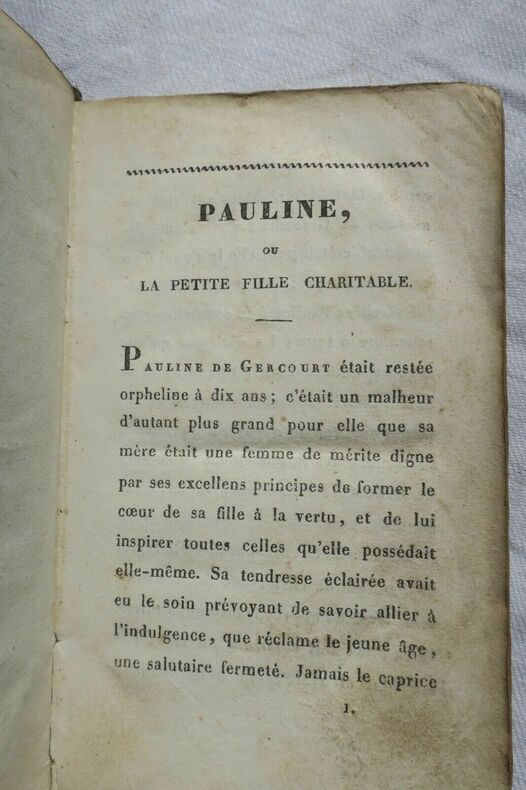 PAULINE,
OU
LA PETITE FILLE CHARITABLE.
PAULINE DE GERCOURT était restée
orpheline à dix ans ; c'était un malheur
d'autant plus grand pour elle que sa
mère était une femme de mérite digne
par ses excellens principes de former le
cœur de sa fille à la vertu, et de lui
inspirer toutes celles qu'elle possédait
elle-même. Sa tendresse éclairée avait
eu le soin prévoyant de savoir allier à
l'indulgence, que réclame le jeune âge,
une salutaire fermeté. Jamais le caprice
1.